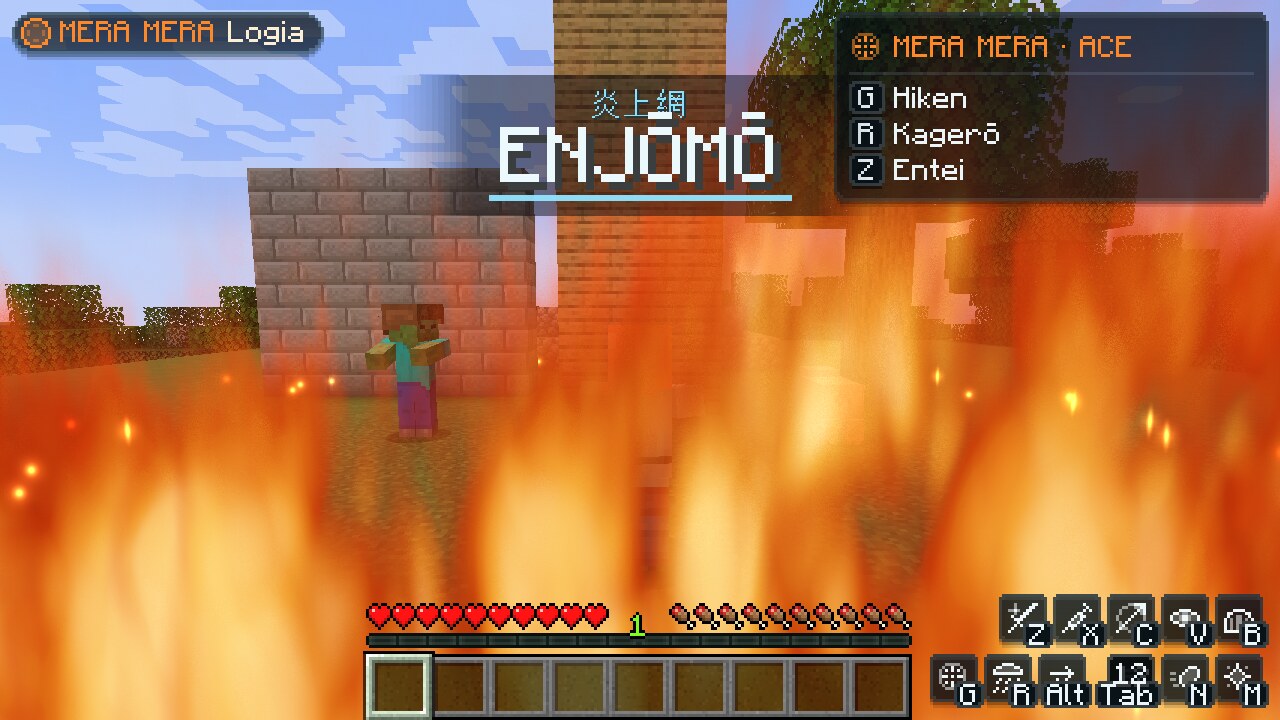 MERA MERA Logia
炎上網
ENJŌMŌ
MERA MERA · ACE
G Hiken
R Kagerō
Z Entei
1
Z X C V B
G R Alt 12 Tab N M